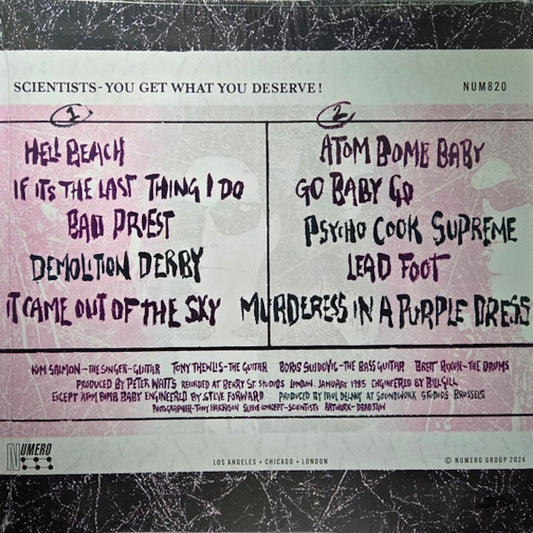 SCIENTISTS - YOU GET WHAT YOU DESERVE!
NUM820
1
HELL BEACH
IF ITS THE LAST THING I DO
BAD PRIEST
DEMOLITION DERBY
IT CAME OUT OF THE SKY
2
ATOM BOMB BABY
GO BABY GO
PSYCHO COOK SUPREME
LEAD FOOT
MURDERESS IN A PURPLE DRESS
KIM SALMON-THE SINGER-GUITAR TONY THEWLIS-THE GUITAR BORIS SUJDOVIC-THE BASS GUITAR BRETT RIXON-THE DRUMS
PRODUCED BY PETER WATTS RECORDED AT BERRY ST. STUDIOS LONDON. JANUARY 1985 ENGINEERED BY BILL GILL
EXCEPT ATOM BOMB BABY ENGINEERED BY STEVE FORWARD PRODUCED BY PAUL DELNOY AT SOUNDWORK STUDIOS BRUSSELS
PHOTOGRAPHER-TONY HARRISON SLEEVE CONCEPT-SCIENTISTS ARTWORK-
NUMERO
LOS ANGELES • CHICAGO • LONDON
© NUMERO GROUP 2024